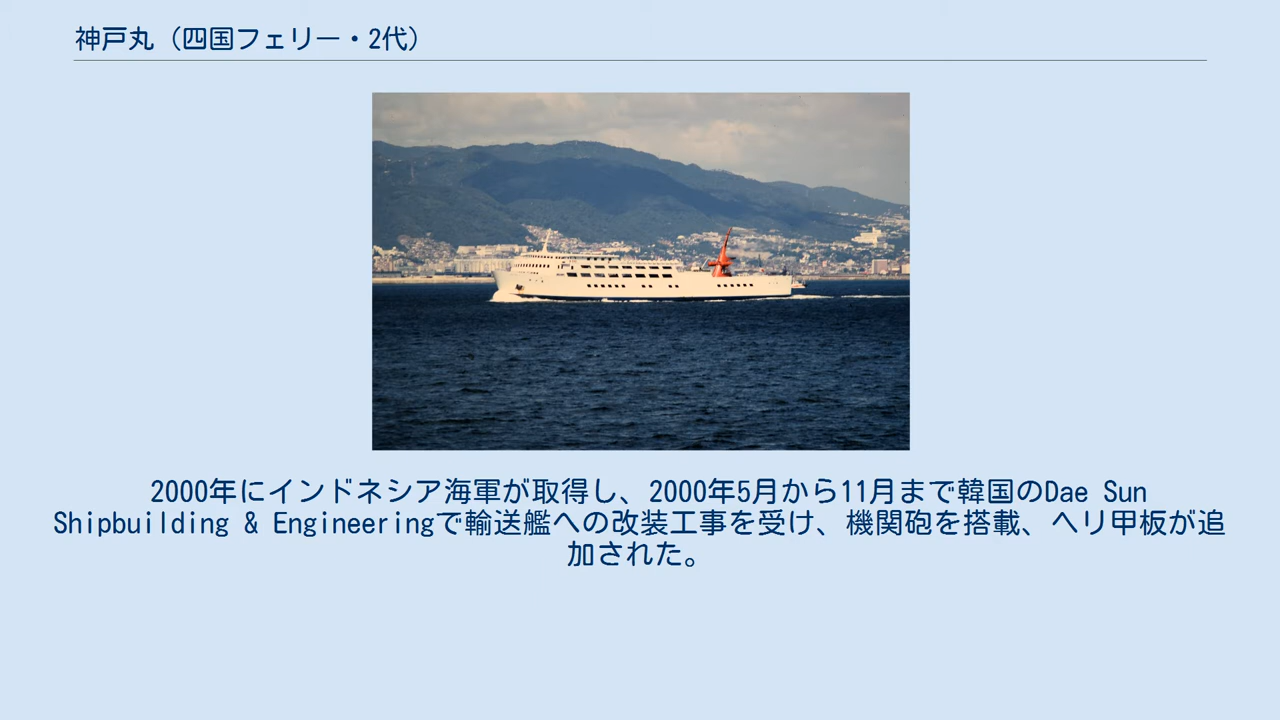 神戸丸（四国フェリー・2代）
2000年にインドネシア海軍が取得し、2000年5月から11月まで韓国のDae Sun
Shipbuilding & Engineeringで輸送艦への改装工事を受け、機関砲を搭載、ヘリ甲板が追
加された。